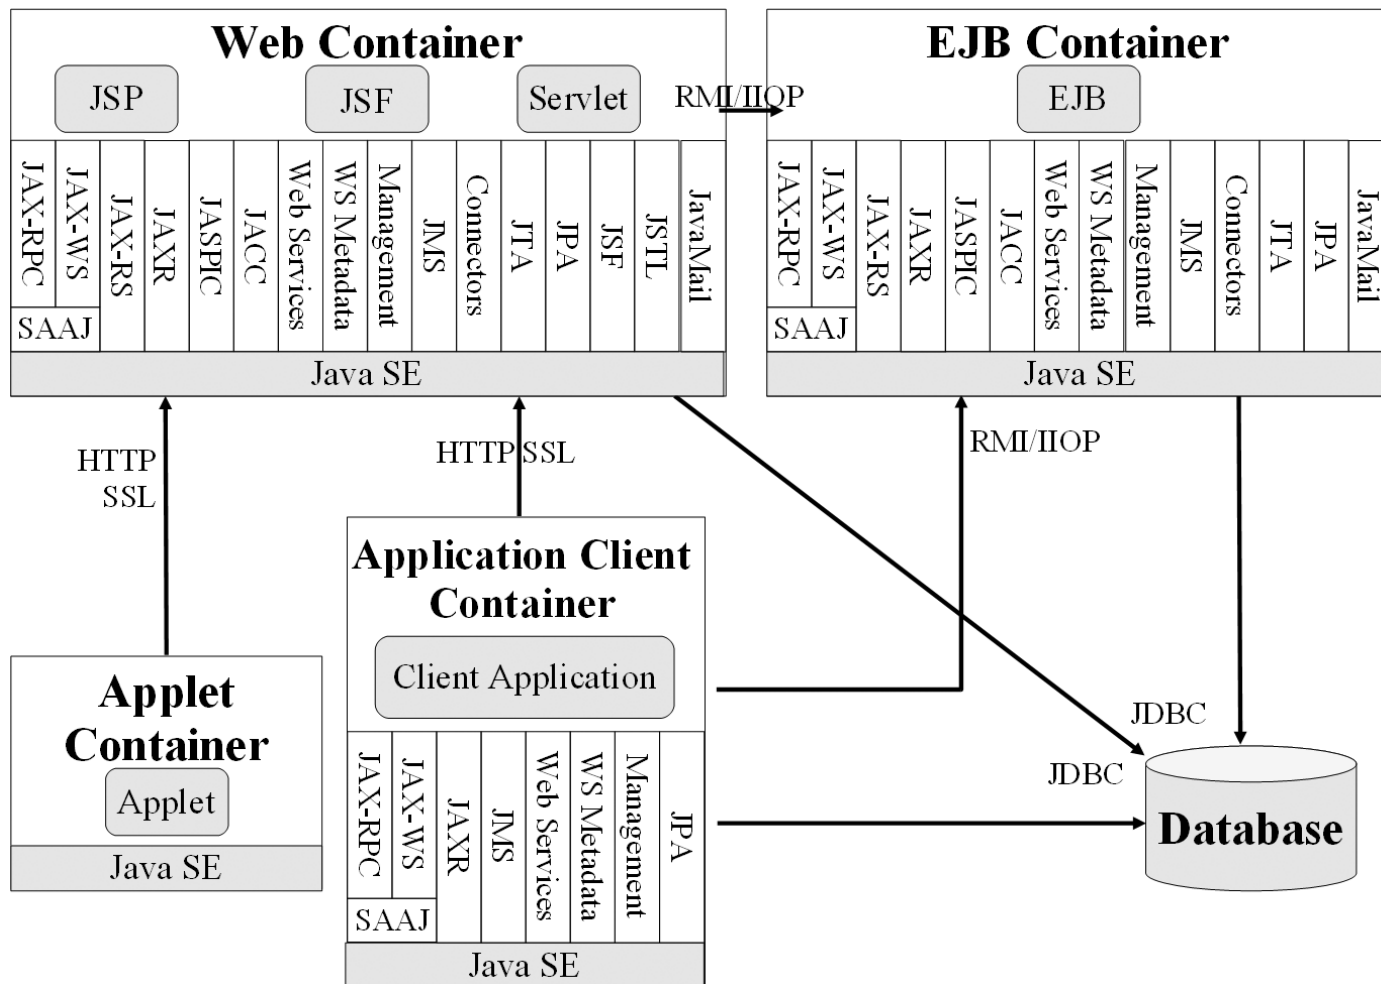 Web Container
JSP
JSF
Servlet
RMI/IIOP
JAX-RPC
JAX-WS
SAAJ
JAX-RS
JAXR
JASPIC
JACC
Web Services
WS Metadata
Management
JMS
Connectors
JTA
JPA
JSF
JSTL
JavaMail
Java SE
EJB Container
EJB
JAX-RPC
JAX-WS
SAAJ
JAX-RS
JAXR
JASPIC
JACC
Web Services
WS Metadata
Management
JMS
Connectors
JTA
JPA
JavaMail
Java SE
HTTP
SSL
HTTP SSL
RMI/IIOP
Application Client
Container
Client Application
JAX-RPC
JAX-WS
SAAJ
JAXR
JMS
Web Services
WS Metadata
Management
JPA
Java SE
Applet
Container
Applet
Java SE
JDBC
JDBC
Database